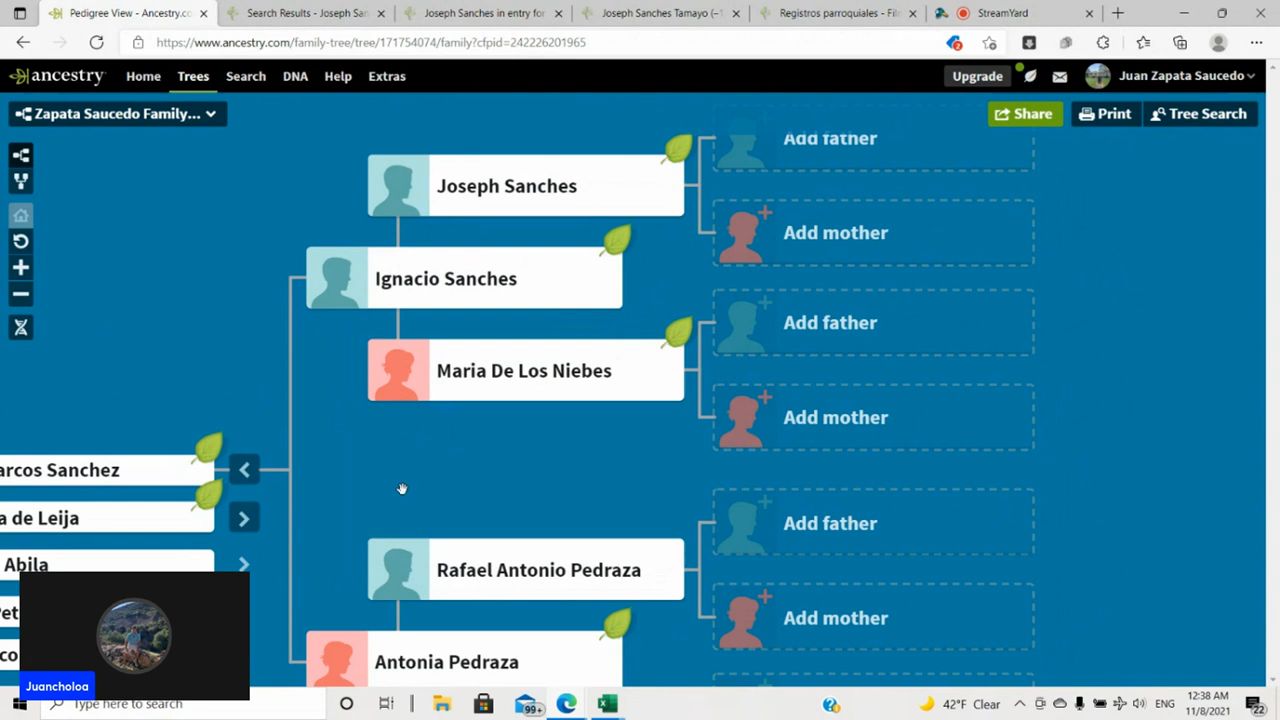 Pedigree View - Ancestry.co
Search Results - Joseph San
Joseph Sanches in entry for
Joseph Sanches Tamayo (–1
Registros parroquiales - Film
StreamYard
https://www.ancestry.com/family-tree/tree/171754074/family?cfpid=242226201965
2
ancestry
Home
Trees
Search
DNA
Help
Extras
Upgrade
Juan Zapata Saucedo
Zapata Saucedo Family...
Share
Print
Tree Search
Add father
Joseph Sanches
Add mother
Ignacio Sanches
Add father
Maria De Los Niebes
Add mother
arcos Sanchez
a de Leija
Add father
Abila
Rafael Antonio Pedraza
Pet
Add mother
co
Antonia Pedraza
Juancholoa
Type here to search
99+
42°F Clear
ENG
12:38 AM
11/8/2021
22